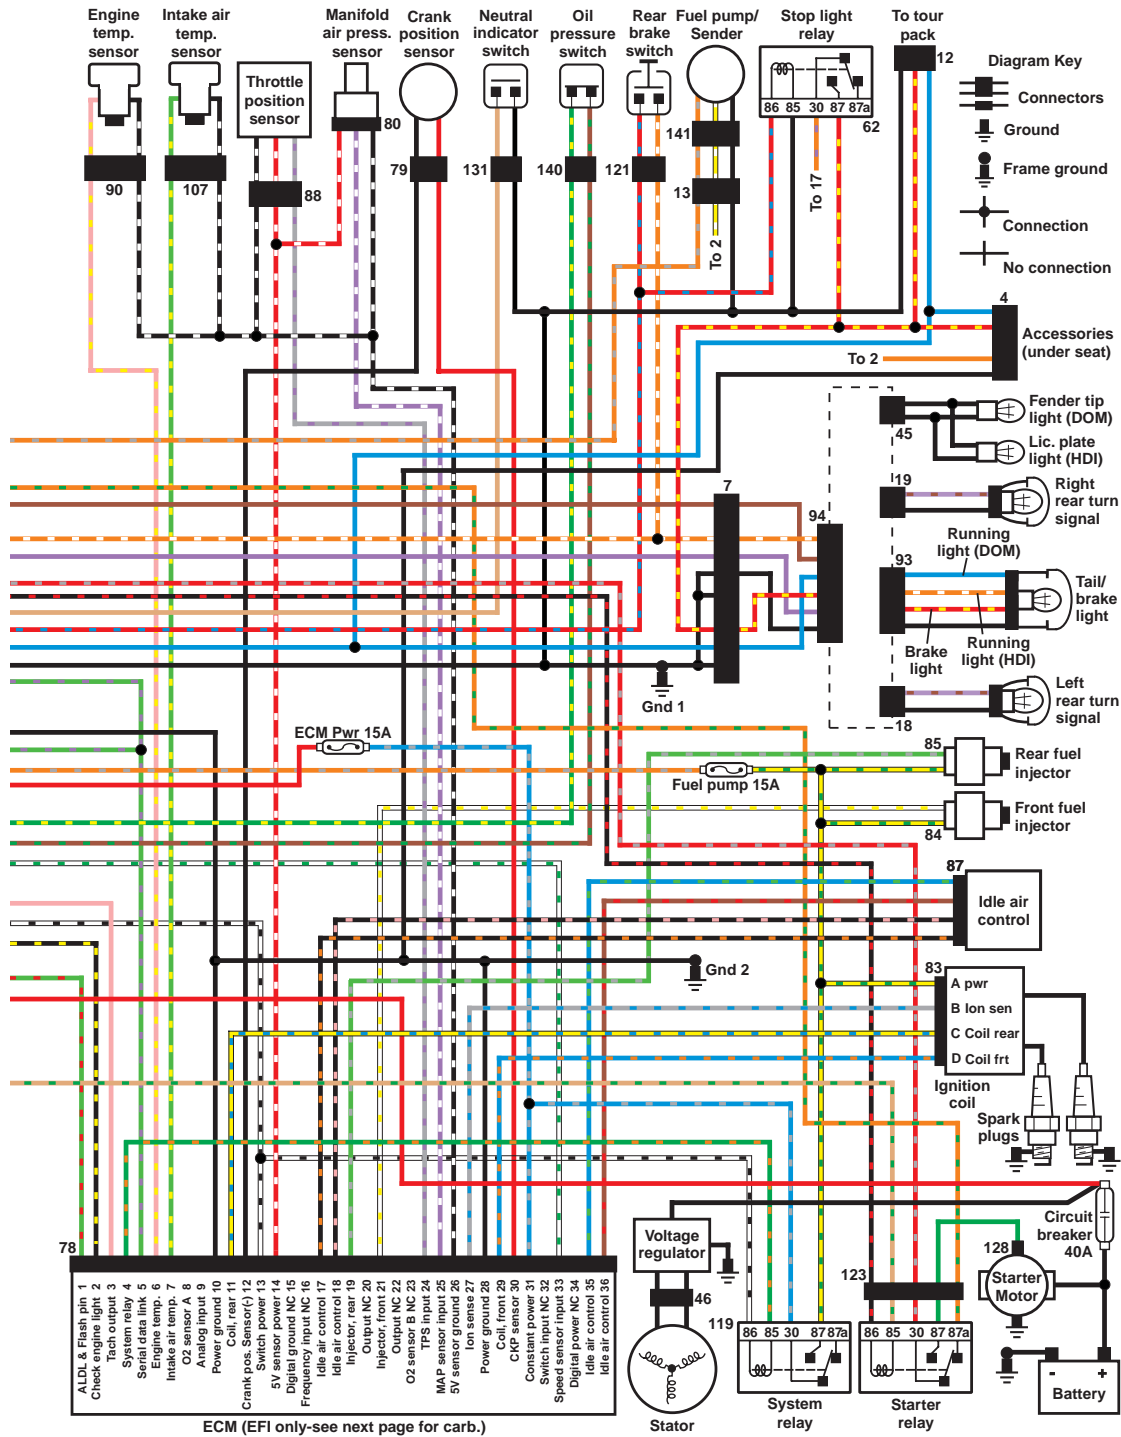 Engine
temp.
sensor
Intake air
temp.
sensor
Manifold
air press.
sensor
Crank
position
sensor
Neutral
indicator
switch
Oil
pressure
switch
Rear
brake
switch
Fuel pump/
Sender
Stop light
relay
To tour
pack
Throttle
position
sensor
80
86 85 30 87 87a
62
12
Diagram Key
Connectors
Ground
Frame ground
Connection
No connection
90
107
88
79
131
140
121
141
13
To 2
To 17
4
Accessories
(under seat)
To 2
45
Fender tip
light (DOM)
Lic. plate
light (HDI)
19
Right
rear turn
signal
7
94
93
Running
light (DOM)
Tail/
brake
light
Brake
light
Running
light (HDI)
18
Left
rear turn
signal
Gnd 1
ECM Pwr 15A
Fuel pump 15A
85
Rear fuel
injector
84
Front fuel
injector
87
Idle air
control
Gnd 2
83
A pwr
B Ion sen
C Coil rear
D Coil frt
Ignition
coil
Spark
plugs
Circuit
breaker
40A
Voltage
regulator
46
Stator
128
Starter
Motor
123
119
86 85 30 87 87a
System
relay
86 85 30 87 87a
Starter
relay
- +
Battery
78
ALDL & Flash pin 1
Check engine light 2
Tach output 3
System relay 4
Serial data link 5
Engine temp. 6
Intake air temp. 7
O2 sensor A 8
Analog input 9
Power ground 10
Coil, rear 11
Crank pos. Sensor(-) 12
Switch power 13
5V sensor power 14
Digital ground NC 15
Frequency input NC 16
Idle air control 17
Idle air control 18
Injector, rear 19
Output NC 20
Injector, front 21
Output NC 22
O2 sensor B NC 23
TPS input 24
MAP sensor input 25
5V sensor ground 26
Ion sense 27
Power ground 28
Coil, front 29
CKP sensor 30
Constant power 31
Switch input NC 32
Speed sensor input 33
Digital power NC 34
Idle air control 35
Idle air control 36
ECM (EFI only-see next page for carb.)